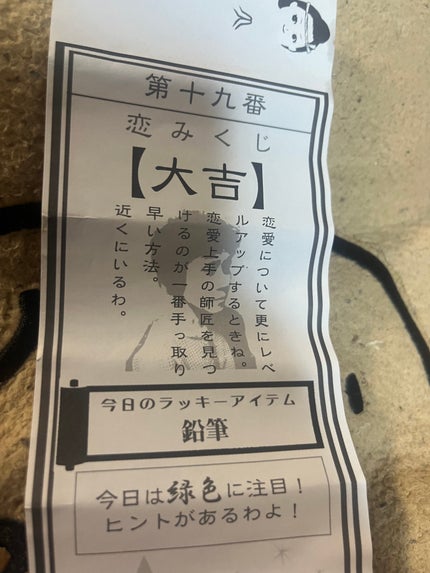 第十九番
恋みくじ
【大吉】
恋愛について更にレベ
ルアップするときね。
恋愛上手の師匠を見つ
けるのが一番手っ取り
早い方法。
近くにいるわ。
今日のラッキーアイテム
鉛筆
今日は緑色に注目！
ヒントがあるわよ！